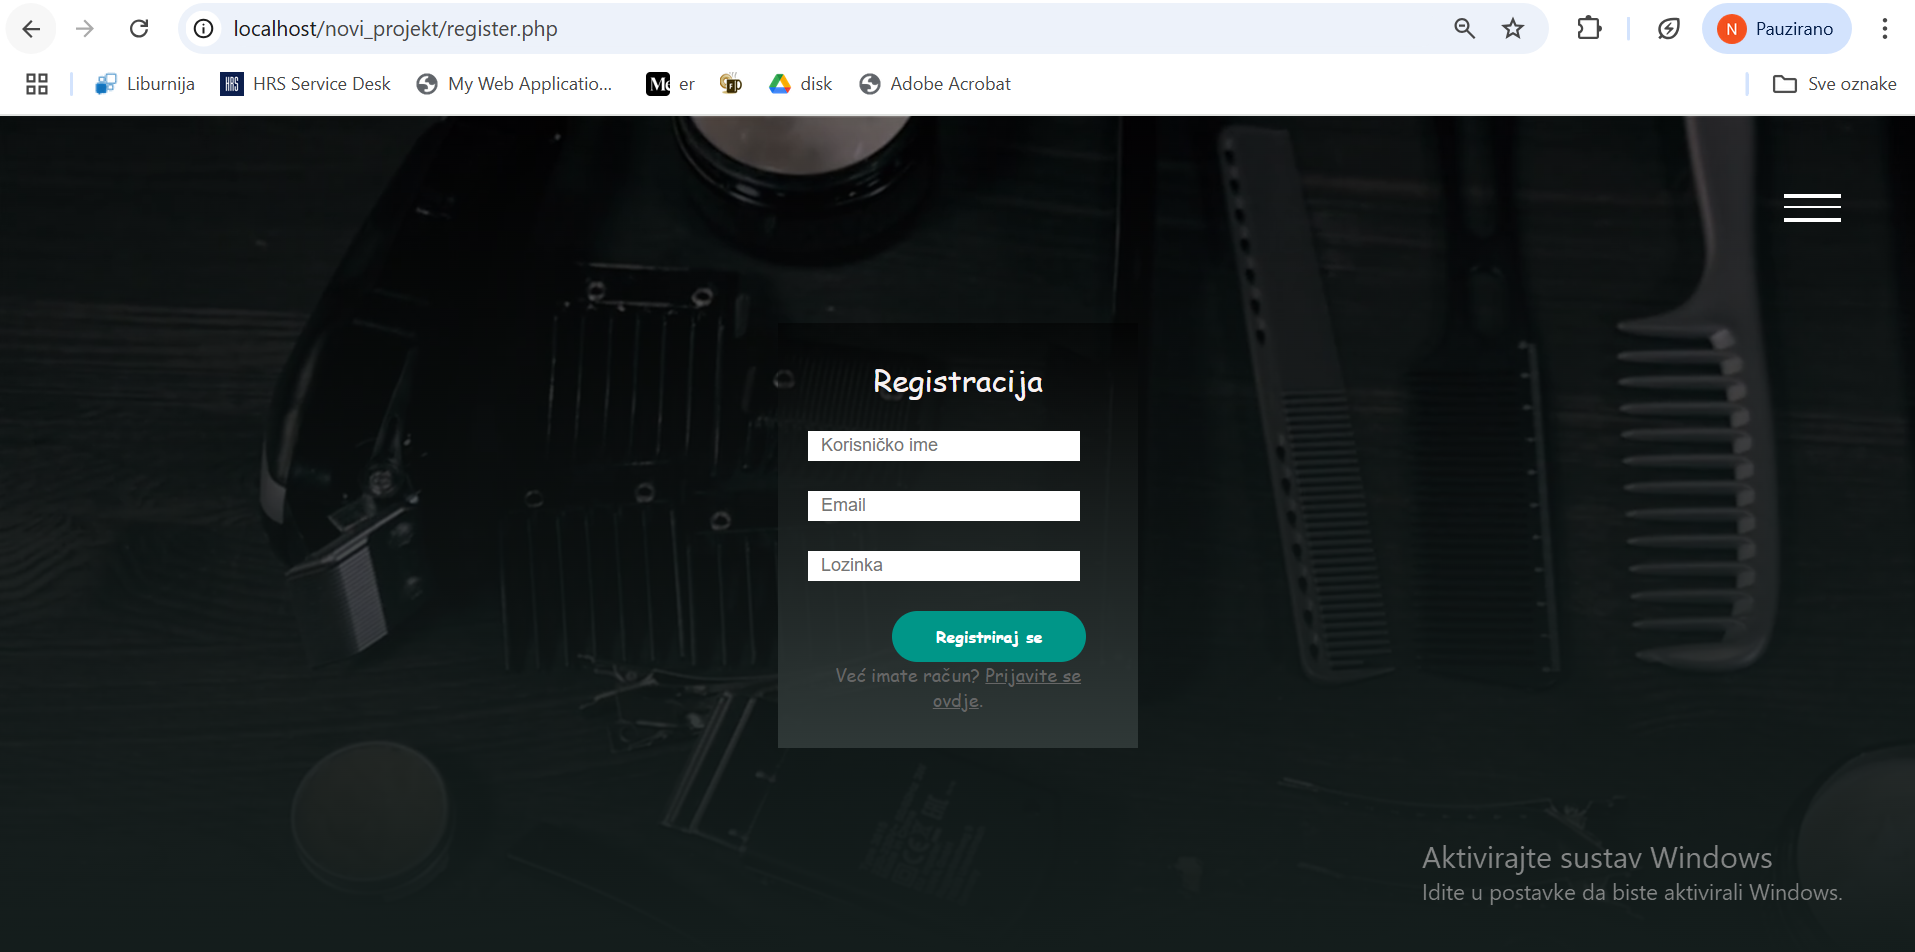 localhost/novi_projekt/register.php
N Pauzirano
Liburnija HRS HRS Service Desk My Web Applicatio... Me er disk Adobe Acrobat Sve oznake
Registracija
Korisničko ime
Email
Lozinka
Registriraj se
Već imate račun? Prijavite se
ovdje.
Aktivirajte sustav Windows
Idite u postavke da biste aktivirali Windows.